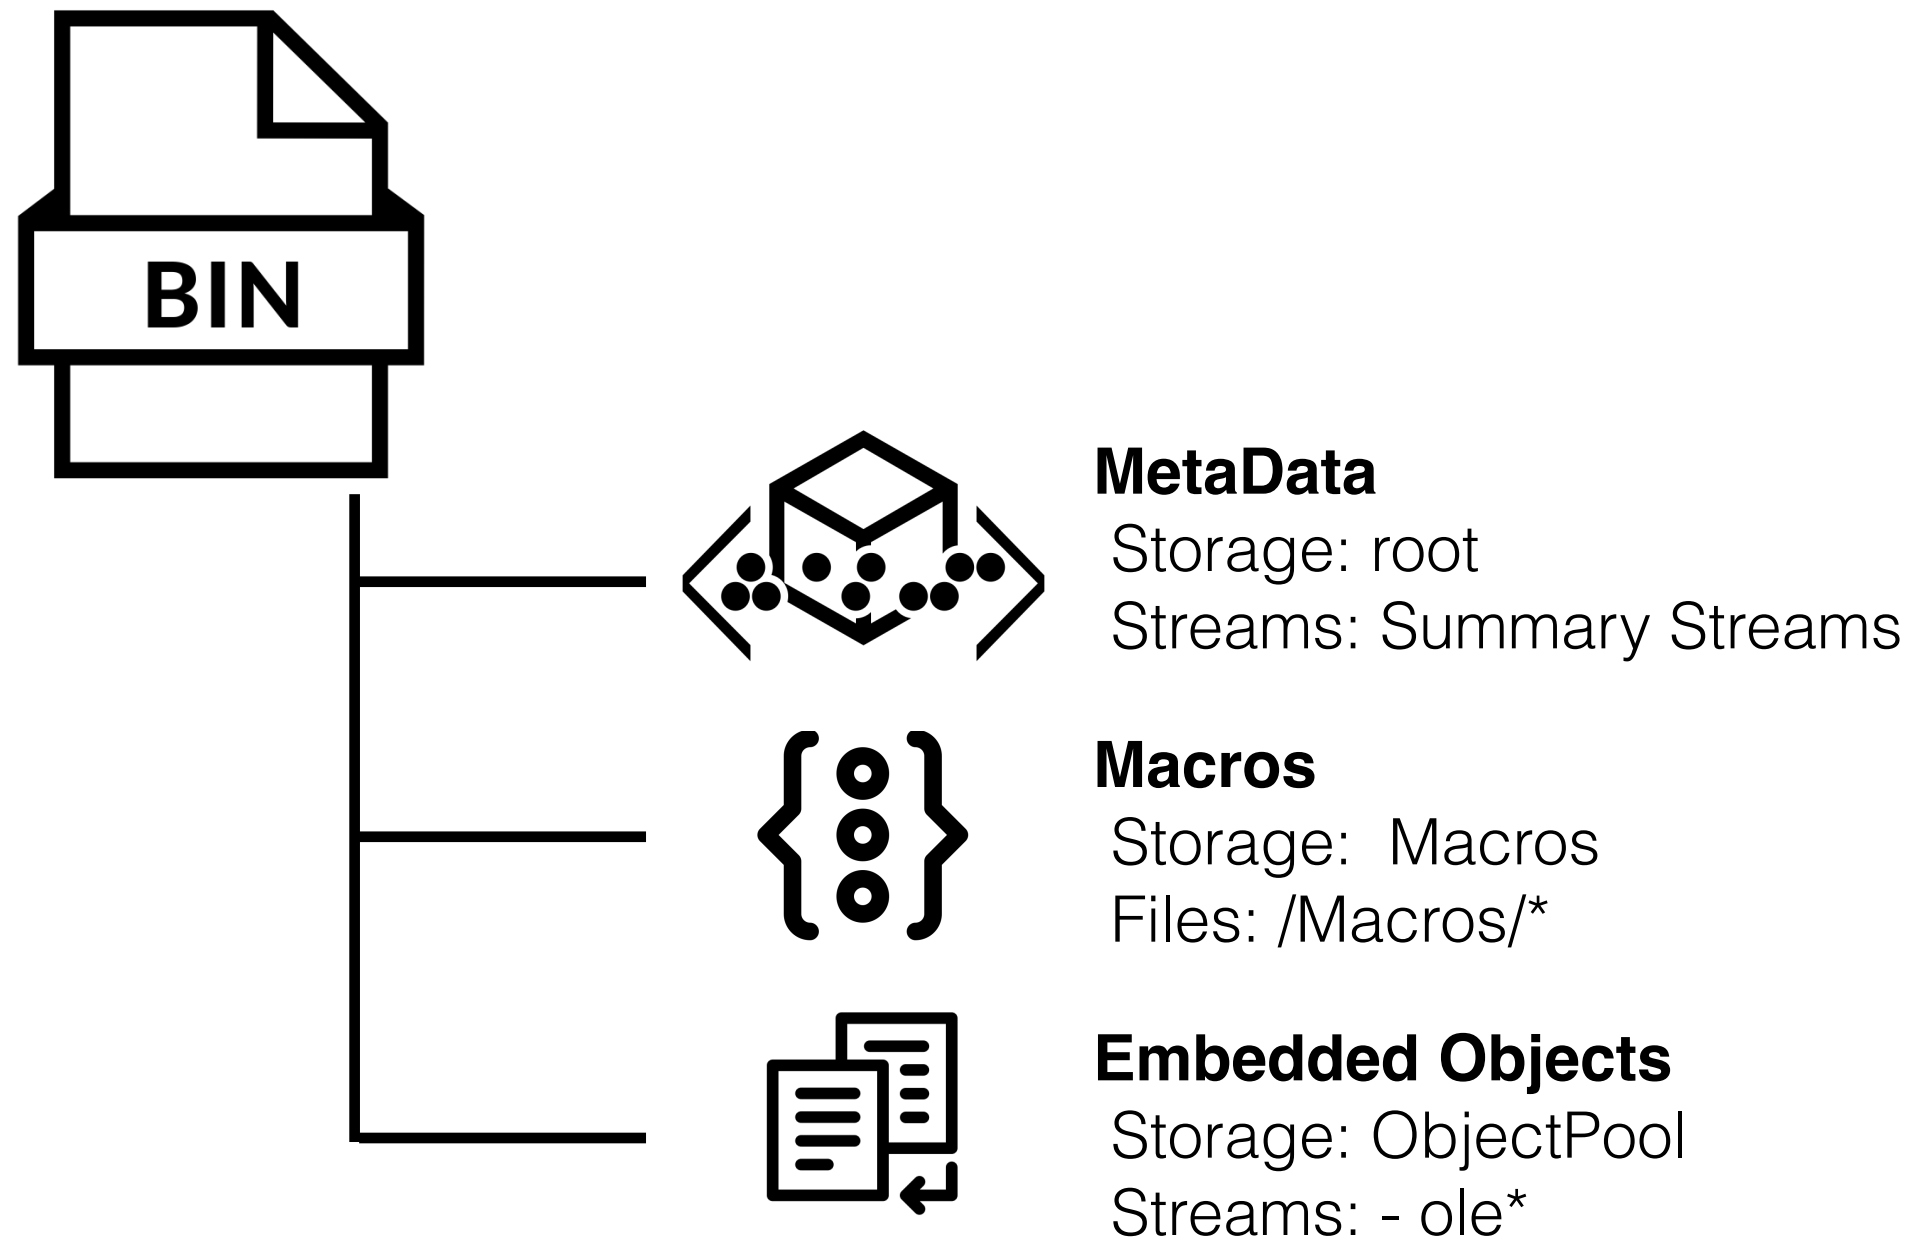 BIN
MetaData
Storage: root
Streams: Summary Streams
Macros
Storage:  Macros
Files: /Macros/*
Embedded Objects
Storage: ObjectPool
Streams: - ole*